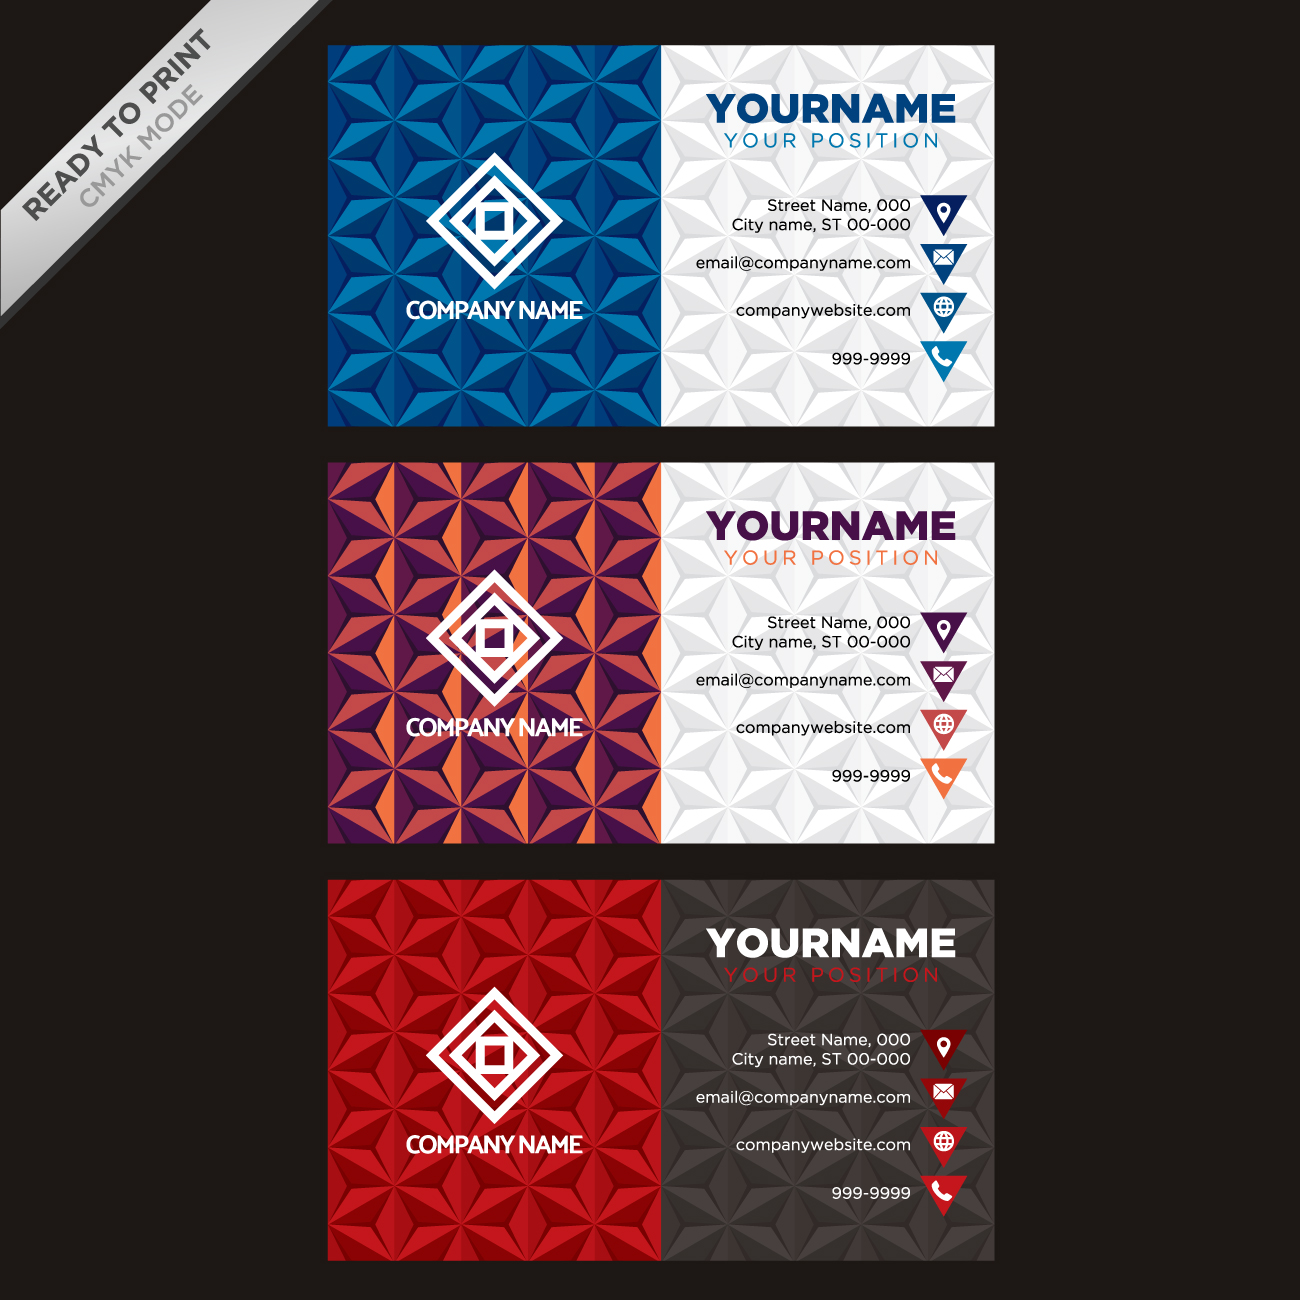 READY TO PRINT
CMYK MODE
COMPANY NAME
YOURNAME
YOUR POSITION
Street Name, 000
City name, ST 00-000
email@companyname.com
companywebsite.com
999-9999
COMPANY NAME
YOURNAME
YOUR POSITION
Street Name, 000
City name, ST 00-000
email@companyname.com
companywebsite.com
999-9999
COMPANY NAME
YOURNAME
YOUR POSITION
Street Name, 000
City name, ST 00-000
email@companyname.com
companywebsite.com
999-9999